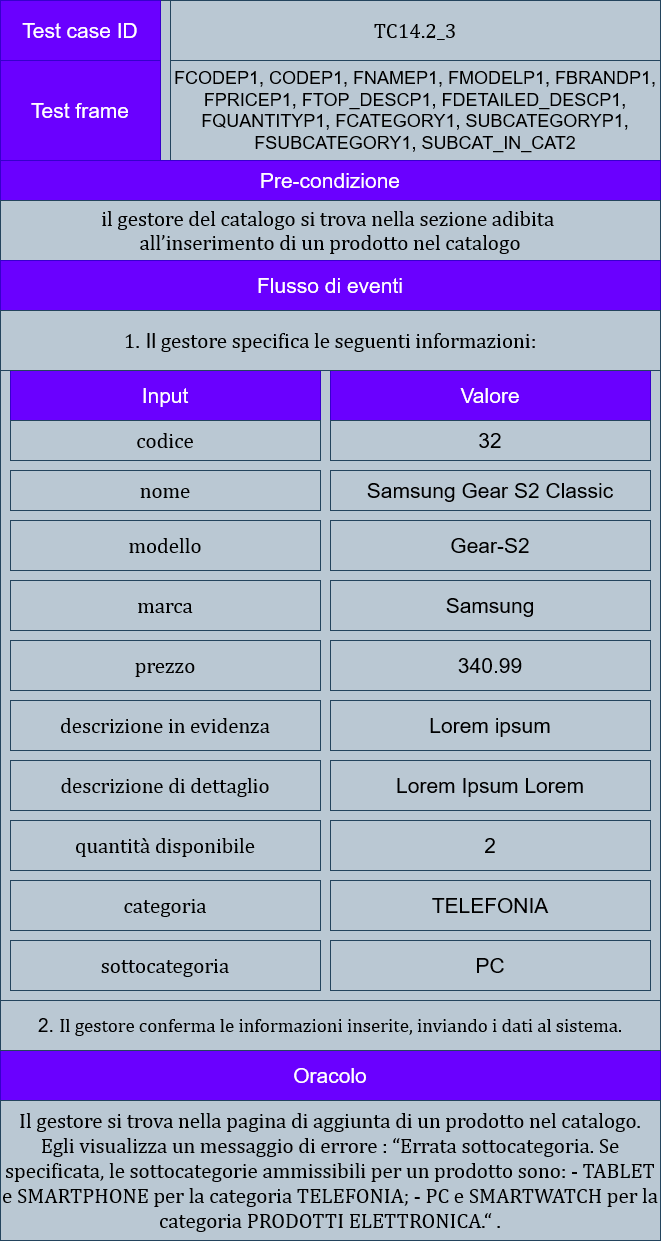 Test case ID
TC14.2_3
Test frame
FCODEP1, CODEP1, FNAMEP1, FMODELP1, FBRANDP1,
FPRICEP1, FTOP_DESCP1, FDETAILED_DESCP1,
FQUANTITYP1, FCATEGORY1, SUBCATEGORYP1,
FSUBCATEGORY1, SUBCAT_IN_CAT2
Pre-condizione
il gestore del catalogo si trova nella sezione adibita
all’inserimento di un prodotto nel catalogo
Flusso di eventi
1. Il gestore specifica le seguenti informazioni:
Input Valore
codice 32
nome Samsung Gear S2 Classic
modello Gear-S2
marca Samsung
prezzo 340.99
descrizione in evidenza Lorem ipsum
descrizione di dettaglio Lorem Ipsum Lorem
quantità disponibile 2
categoria TELEFONIA
sottocategoria PC
2. Il gestore conferma le informazioni inserite, inviando i dati al sistema.
Oracolo
Il gestore si trova nella pagina di aggiunta di un prodotto nel catalogo.
Egli visualizza un messaggio di errore : “Errata sottocategoria. Se
specificata, le sottocategorie ammissibili per un prodotto sono: - TABLET
e SMARTPHONE per la categoria TELEFONIA; - PC e SMARTWATCH per la
categoria PRODOTTI ELETTRONICA.“ .